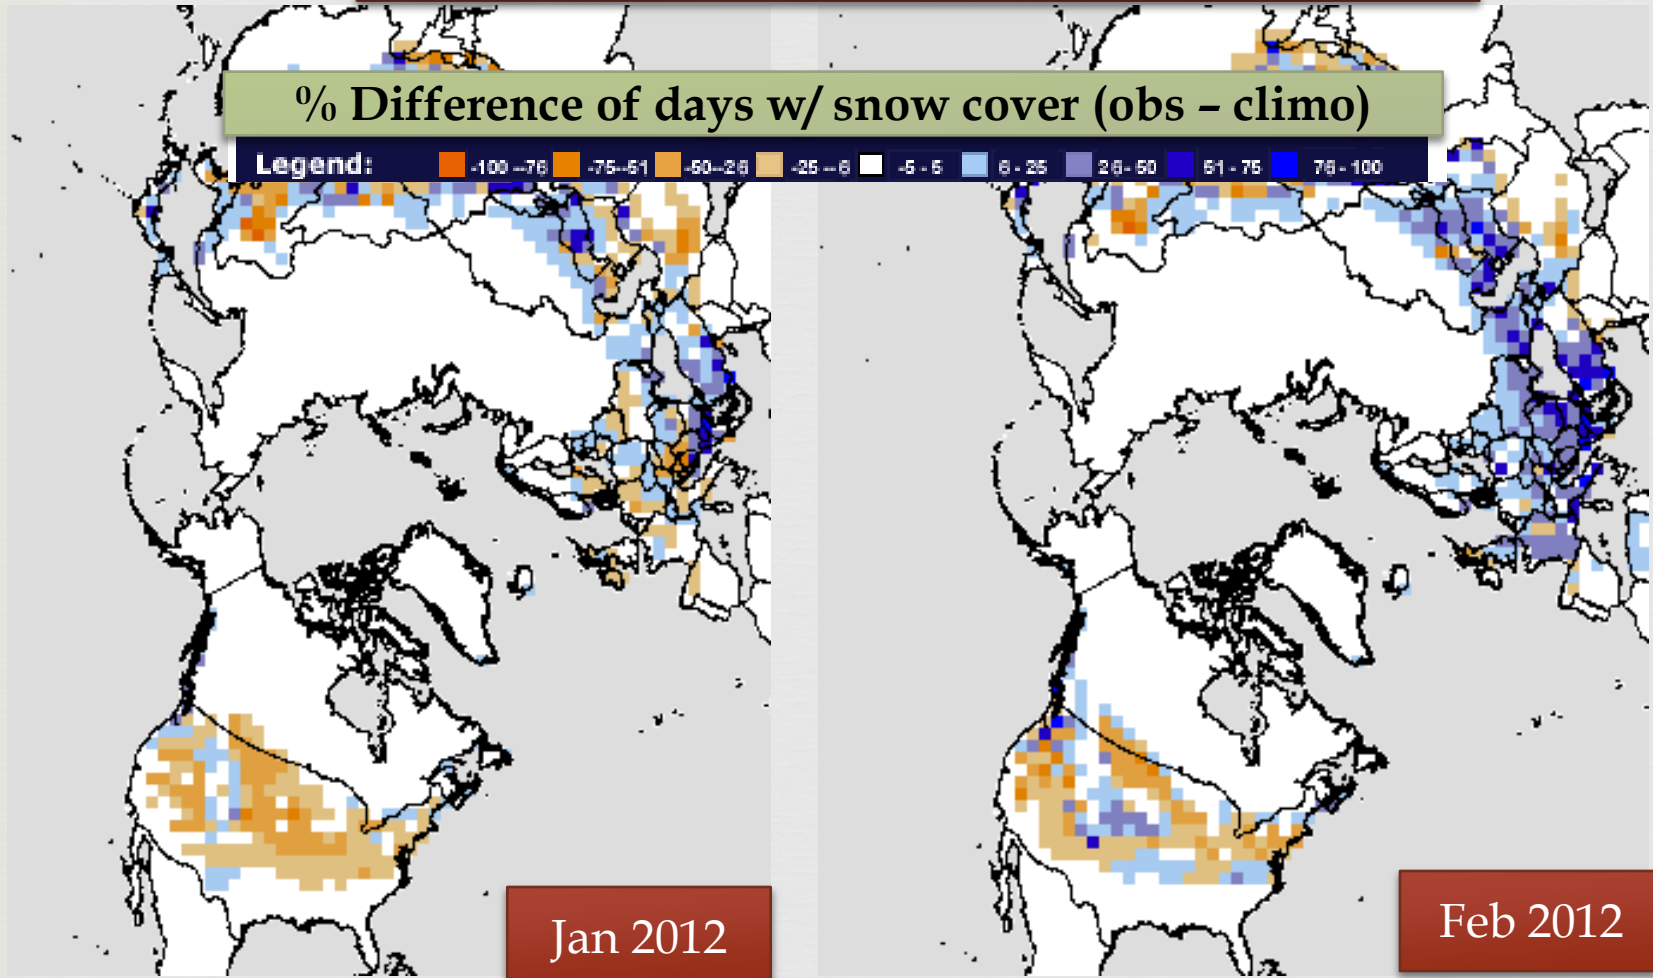 % Difference of days w/ snow cover (obs – climo)
Legend: -100 --76 -75--51 -50--26 -25 -- 6 -5 - 5 6 - 25 26- 50 51 - 75 76 - 100
Jan 2012
Feb 2012